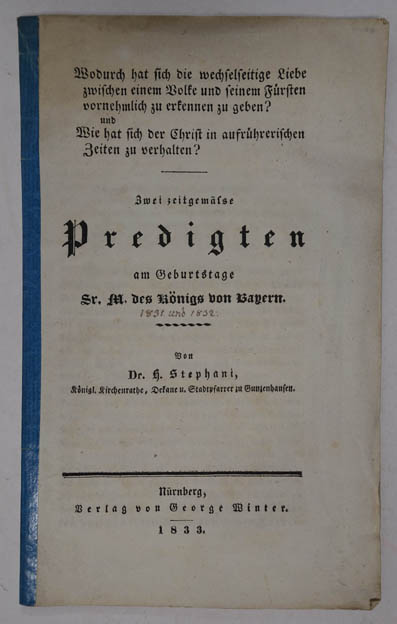 Wodurch hat sich die wechselseitige Liebe
zwischen einem Volke und seinem Fürsten
vornehmlich zu erkennen zu geben?
und
Wie hat sich der Christ in aufrührerischen
Zeiten zu verhalten?
Zwei zeitgemäſse
Predigten
am Geburtstage
Sr. M. des Königs von Bayern.
1831. und 1832.
Von
Dr. H. Stephani,
Königl. Kirchenrathe, Dekane u. Stadtpfarrer zu Gunzenhausen.
Nürnberg,
Verlag von George Winter.
1833.